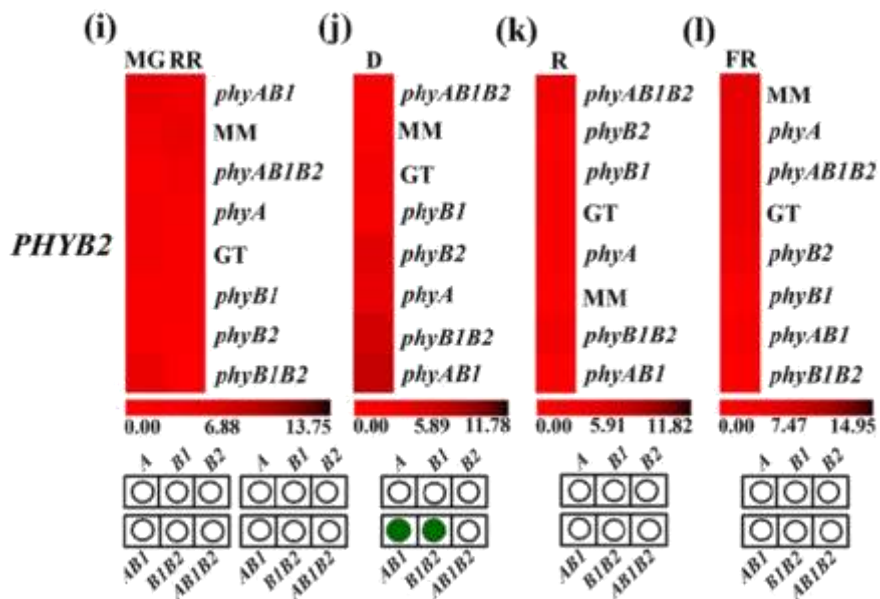 (i) (j) (k) (l)
MG RR D R FR
phyAB1 phyAB1B2 phyAB1B2 MM
MM MM phyB2 phyA
phyAB1B2 GT phyB1 phyAB1B2
phyA phyB1 GT GT
PHYB2
GT phyB2 phyA phyB2
phyB1 phyA MM phyB1
phyB2 phyB1B2 phyB1B2 phyAB1
phyB1B2 phyAB1 phyAB1 phyB1B2
0.00 6.88 13.75 0.00 5.89 11.78 0.00 5.91 11.82 0.00 7.47 14.95
A B1 B2 A B1 B2 A B1 B2 A B1 B2 A B1 B2
AB1 B1B2 AB1B2 AB1 B1B2 AB1B2 AB1 B1B2 AB1B2 AB1 B1B2 AB1B2 AB1 B1B2 AB1B2